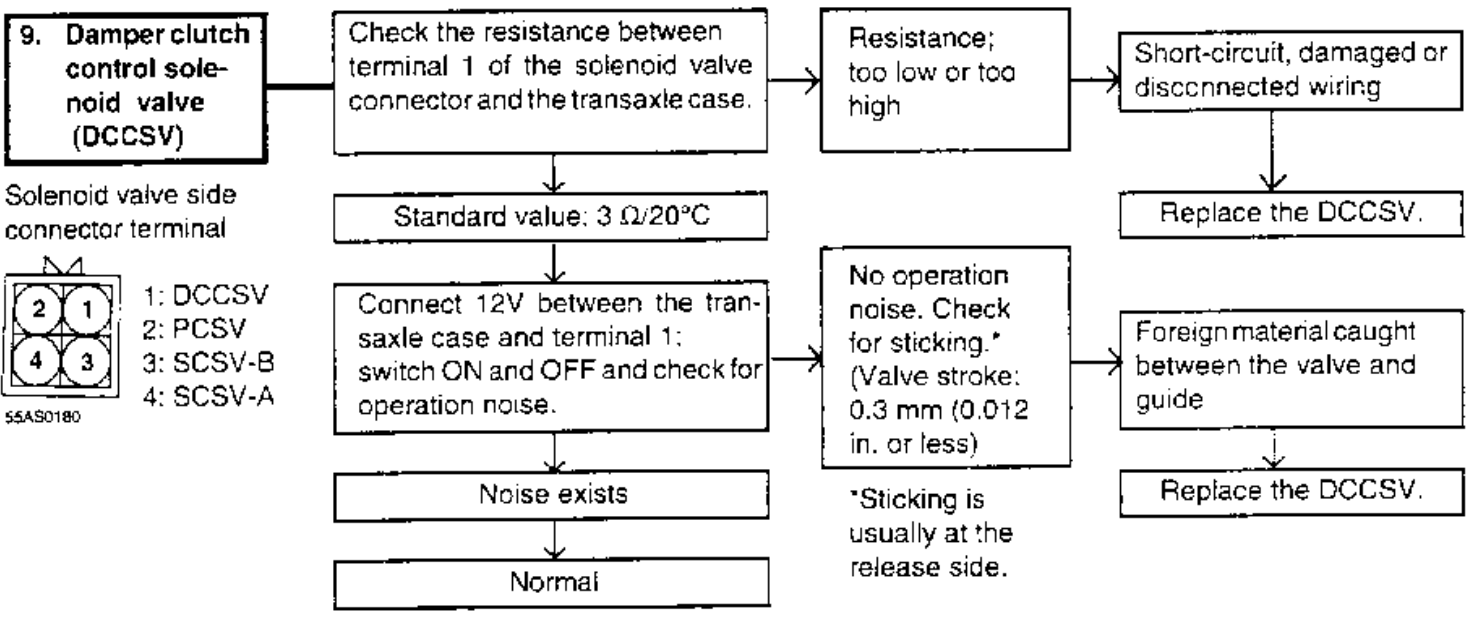 9. Damper clutch
control sole-
noid valve
(DCCSV)
Solenoid valve side
connector terminal
2 1
4 3
1: DCCSV
2: PCSV
3: SCSV-B
4: SCSV-A
55AS0180
Check the resistance between
terminal 1 of the solenoid valve
connector and the transaxle case.
Resistance;
too low or too
high
Short-circuit, damaged or
disconnected wiring
Replace the DCCSV.
Standard value: 3 Ω/20°C
Connect 12V between the tran-
saxle case and terminal 1;
switch ON and OFF and check for
operation noise.
No operation
noise. Check
for sticking.*
(Valve stroke:
0.3 mm (0.012
in. or less)
*Sticking is
usually at the
release side.
Foreign material caught
between the valve and
guide
Replace the DCCSV.
Noise exists
Normal